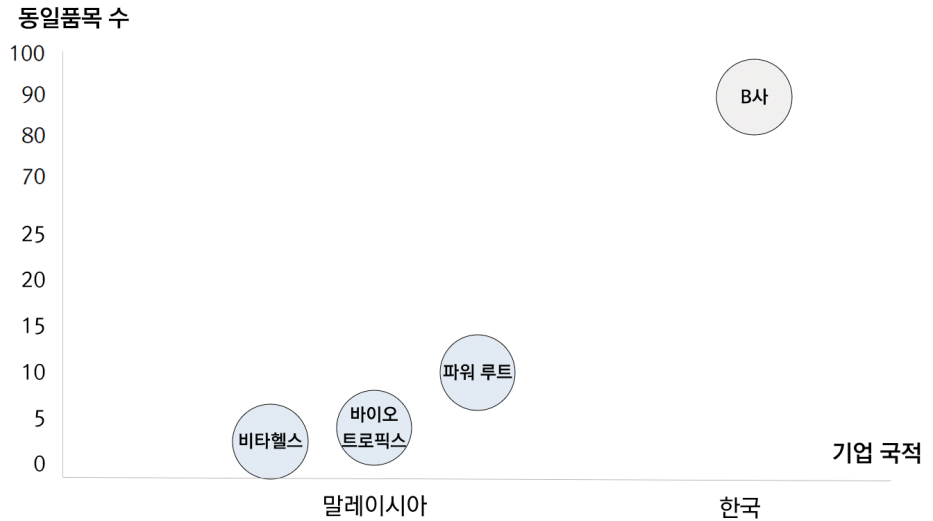 동일품목 수
100
90
80
70
25
20
15
10
5
0
B사
파워 루트
바이오
트로픽스
비타헬스
기업 국적
말레이시아
한국